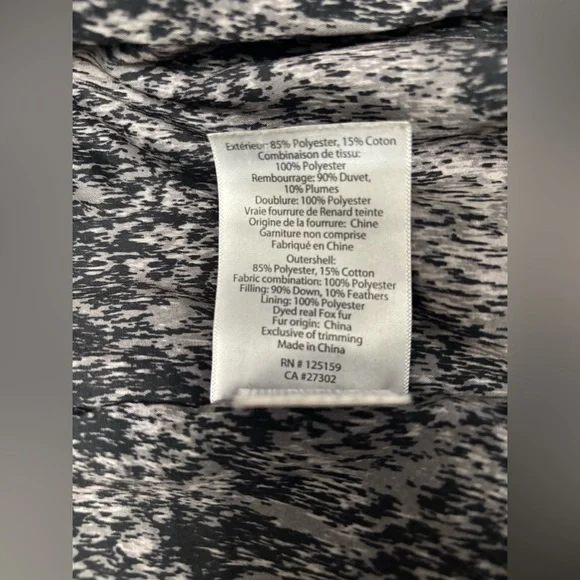 Extérieur: 85% Polyester, 15% Coton
Combinaison de tissu:
100% Polyester
Rembourrage: 90% Duvet,
10% Plumes
Doublure: 100% Polyester
Vraie fourrure de Renard teinte
Origine de la fourrure: Chine
Garniture non comprise
Fabriqué en Chine
Outershell:
85% Polyester, 15% Cotton
Fabric combination: 100% Polyester
Filling: 90% Down, 10% Feathers
Lining: 100% Polyester
Dyed real Fox fur
Fur origin: China
Exclusive of trimming
Made in China
RN # 125159
CA #27302